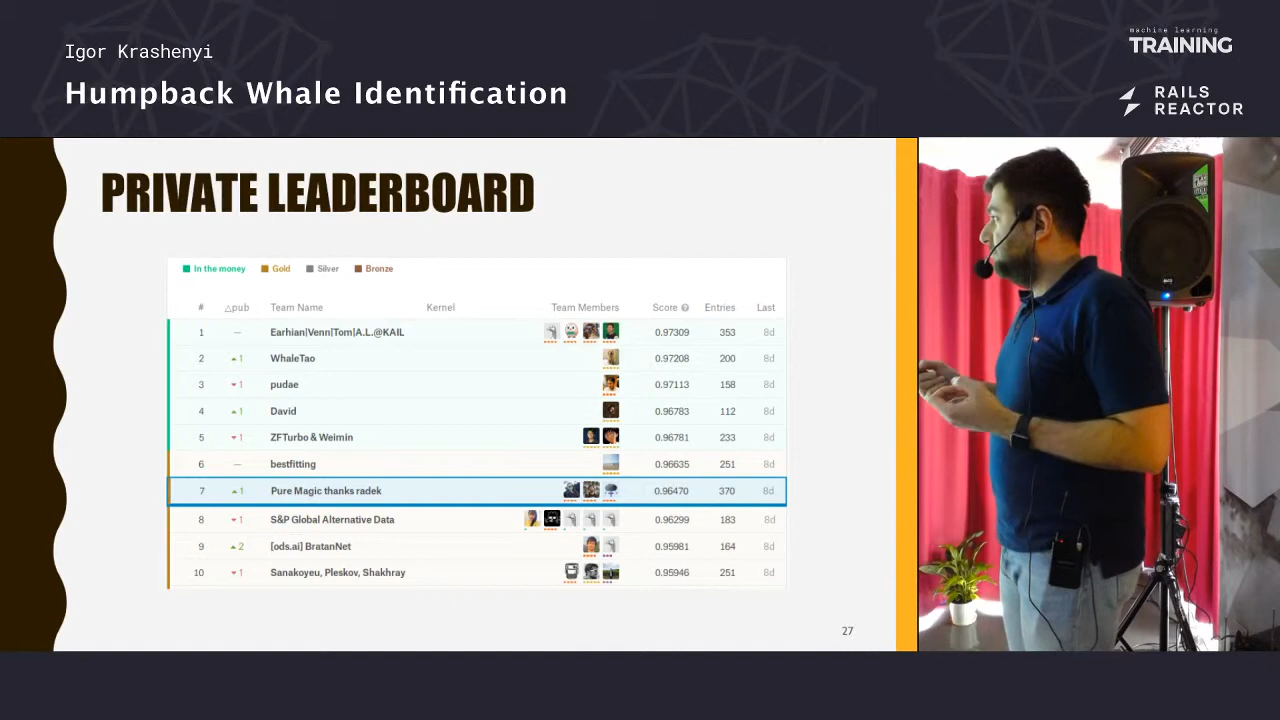 Igor Krashenyi
Humpback Whale Identification
machine learning
TRAINING
RAILS
REACTOR
PRIVATE LEADERBOARD
In the money Gold Silver Bronze
# △pub Team Name Kernel Team Members Score Entries Last
1 — Earhian|Venn|Tom|A.L.@KAIL 0.97309 353 8d
2 1 WhaleTao 0.97208 200 8d
3 1 pudae 0.97113 158 8d
4 1 David 0.96783 112 8d
5 1 ZFTurbo & Weimin 0.96781 233 8d
6 — bestfitting 0.96635 251 8d
7 1 Pure Magic thanks radek 0.96470 370 8d
8 1 S&P Global Alternative Data 0.96299 183 8d
9 2 [ods.ai] BratanNet 0.95981 164 8d
10 1 Sanakoyeu, Pleskov, Shakhray 0.95946 251 8d
27